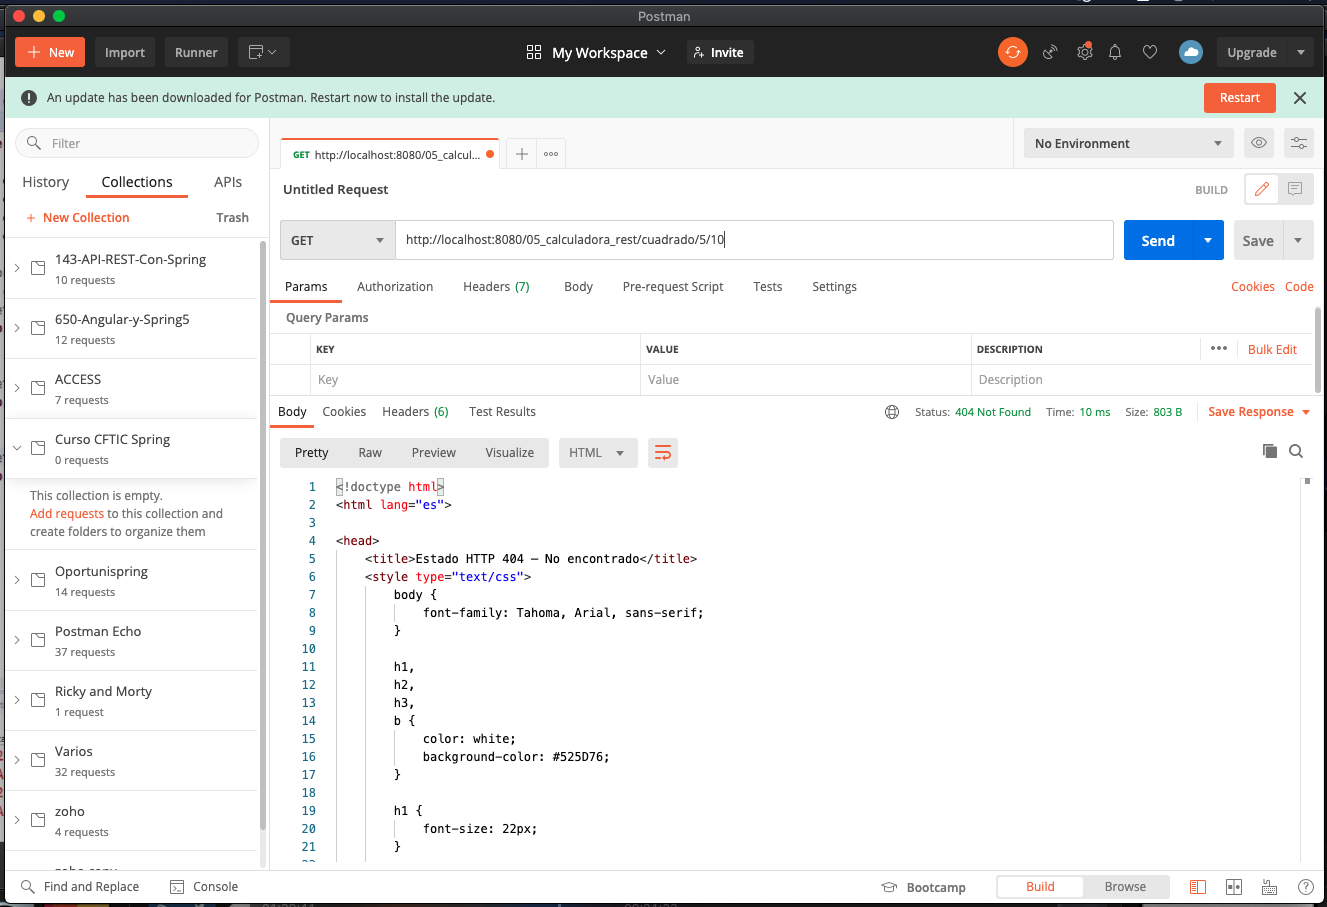 Postman
New
Import
Runner
My Workspace
Invite
Upgrade
An update has been downloaded for Postman. Restart now to install the update.
Restart
Filter
History
Collections
APIs
New Collection
Trash
143-API-REST-Con-Spring
10 requests
650-Angular-y-Spring5
12 requests
ACCESS
7 requests
Curso CFTIC Spring
0 requests
This collection is empty.
Add requests to this collection and
create folders to organize them
Oportunispring
14 requests
Postman Echo
37 requests
Ricky and Morty
1 request
Varios
32 requests
zoho
4 requests
GET http://localhost:8080/05_calcul...
No Environment
Untitled Request
BUILD
GET
http://localhost:8080/05_calculadora_rest/cuadrado/5/10
Send
Save
Params
Authorization
Headers (7)
Body
Pre-request Script
Tests
Settings
Cookies
Code
Query Params
KEY
VALUE
DESCRIPTION
Bulk Edit
Key
Value
Description
Body
Cookies
Headers (6)
Test Results
Status: 404 Not Found
Time: 10 ms
Size: 803 B
Save Response
Pretty
Raw
Preview
Visualize
HTML
1 <!doctype html>
2 <html lang="es">
3
4 <head>
5 <title>Estado HTTP 404 – No encontrado</title>
6 <style type="text/css">
7 body {
8 font-family: Tahoma, Arial, sans-serif;
9 }
10
11 h1,
12 h2,
13 h3,
14 b {
15 color: white;
16 background-color: #525D76;
17 }
18
19 h1 {
20 font-size: 22px;
21 }
Find and Replace
Console
Bootcamp
Build
Browse